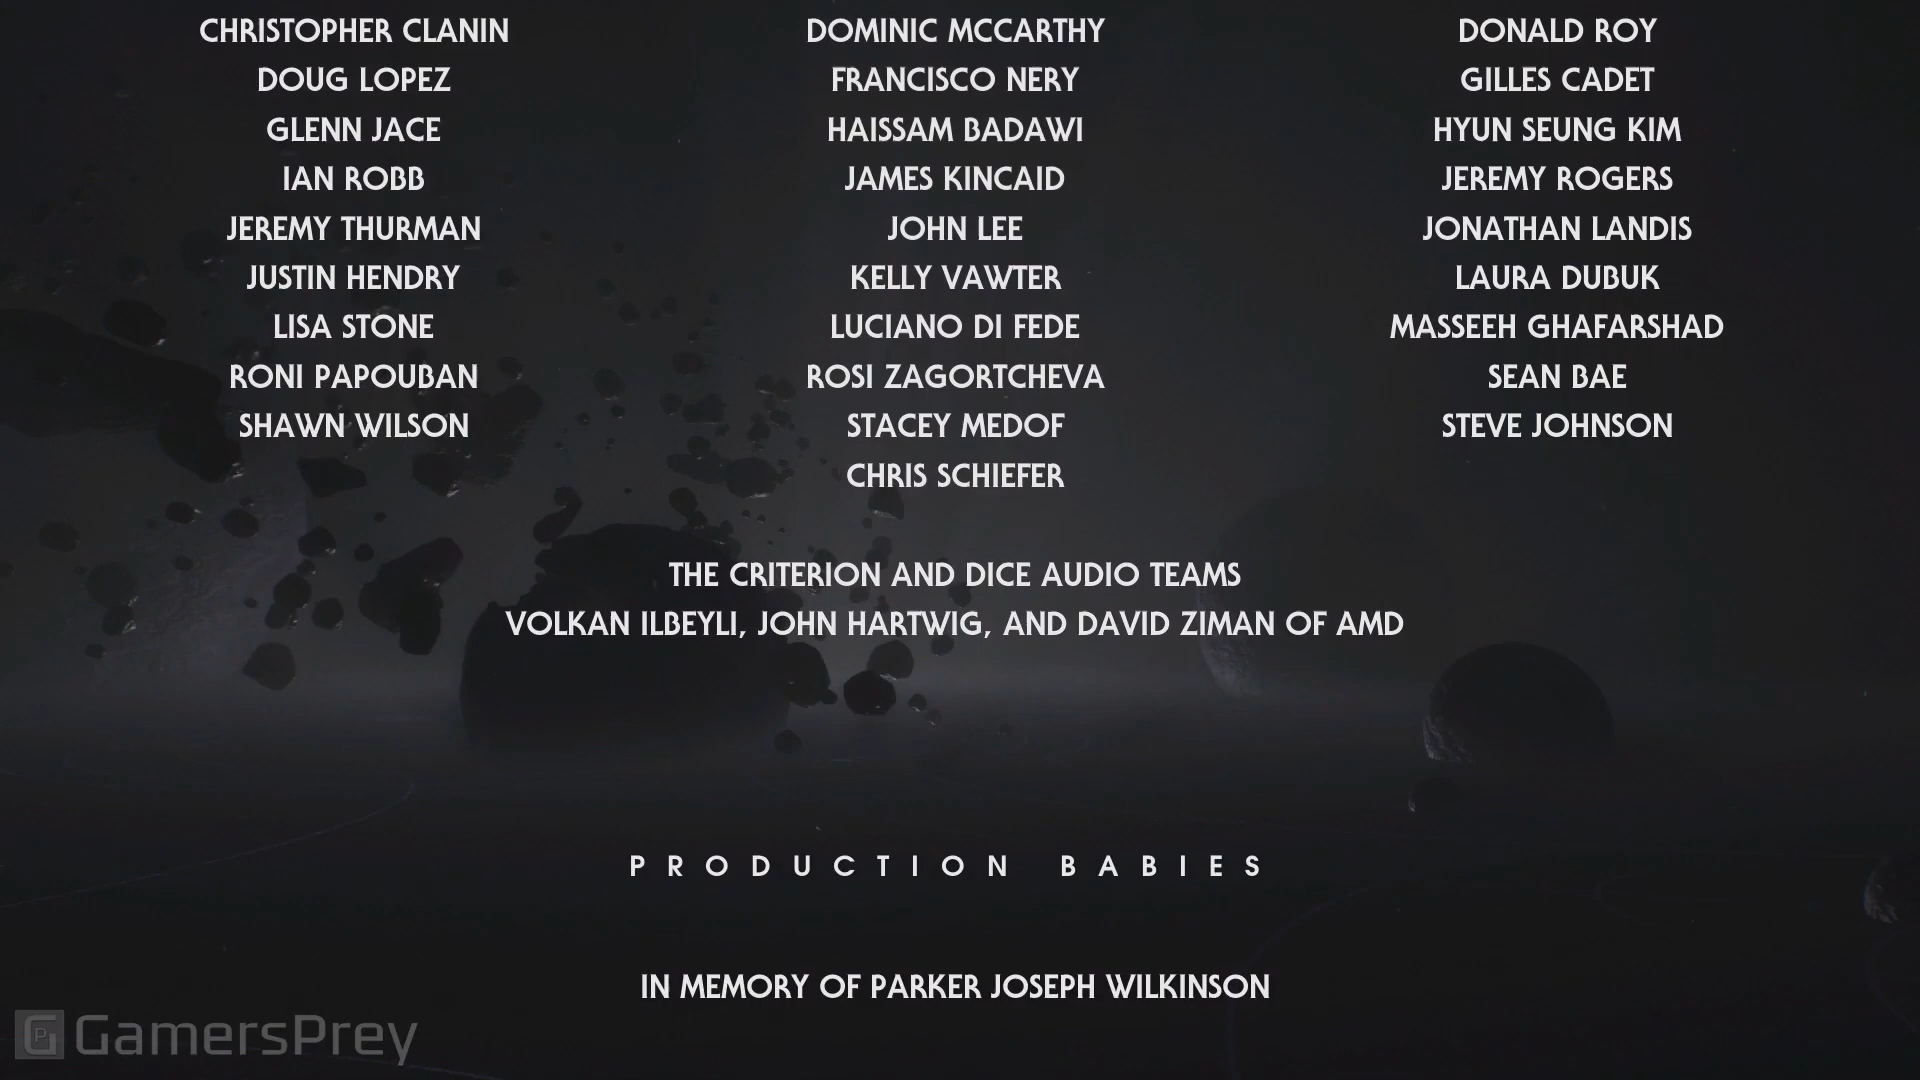 CHRISTOPHER CLANIN DOMINIC MCCARTHY DONALD ROY
DOUG LOPEZ FRANCISCO NERY GILLES CADET
GLENN JACE HAISSAM BADAWI HYUN SEUNG KIM
IAN ROBB JAMES KINCAID JEREMY ROGERS
JEREMY THURMAN JOHN LEE JONATHAN LANDIS
JUSTIN HENDRY KELLY VAWTER LAURA DUBUK
LISA STONE LUCIANO DI FEDE MASSEEH GHAFARSHAD
RONI PAPOUBAN ROSI ZAGORTCHEVA SEAN BAE
SHAWN WILSON STACEY MEDOF STEVE JOHNSON
CHRIS SCHIEFER
THE CRITERION AND DICE AUDIO TEAMS
VOLKAN ILBEYLI, JOHN HARTWIG, AND DAVID ZIMAN OF AMD
PRODUCTION BABIES
IN MEMORY OF PARKER JOSEPH WILKINSON
GamersPrey